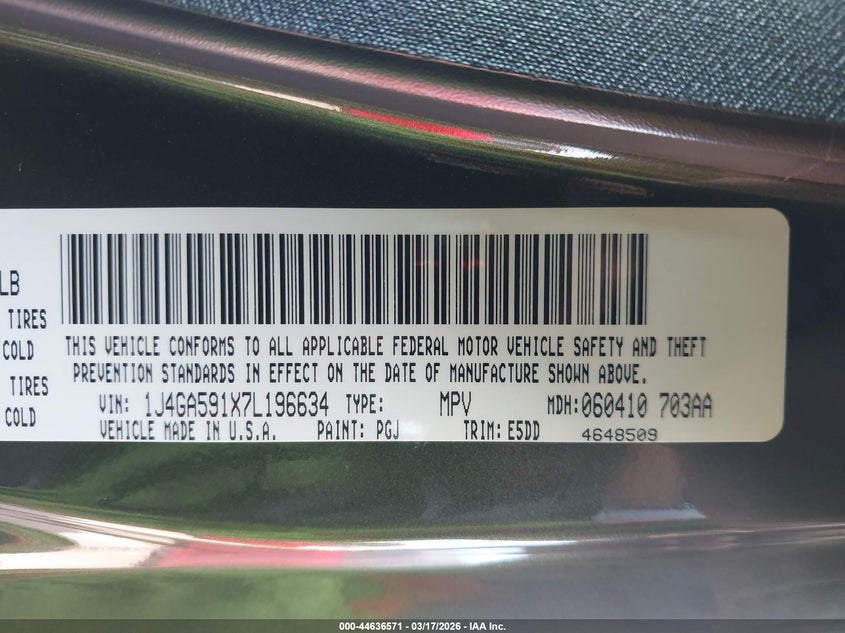 LB
TIRES
COLD
THIS VEHICLE CONFORMS TO ALL APPLICABLE FEDERAL MOTOR VEHICLE SAFETY AND THEFT
PREVENTION STANDARDS IN EFFECT ON THE DATE OF MANUFACTURE SHOWN ABOVE.
TIRES
COLD
VIN: 1J4GA591X7L196634 TYPE: MPV MDH:060410 703AA
VEHICLE MADE IN U.S.A. PAINT: PGJ TRIM: E5DD 4648509
000-44636571 — 03/17/2026 — IAA Inc.